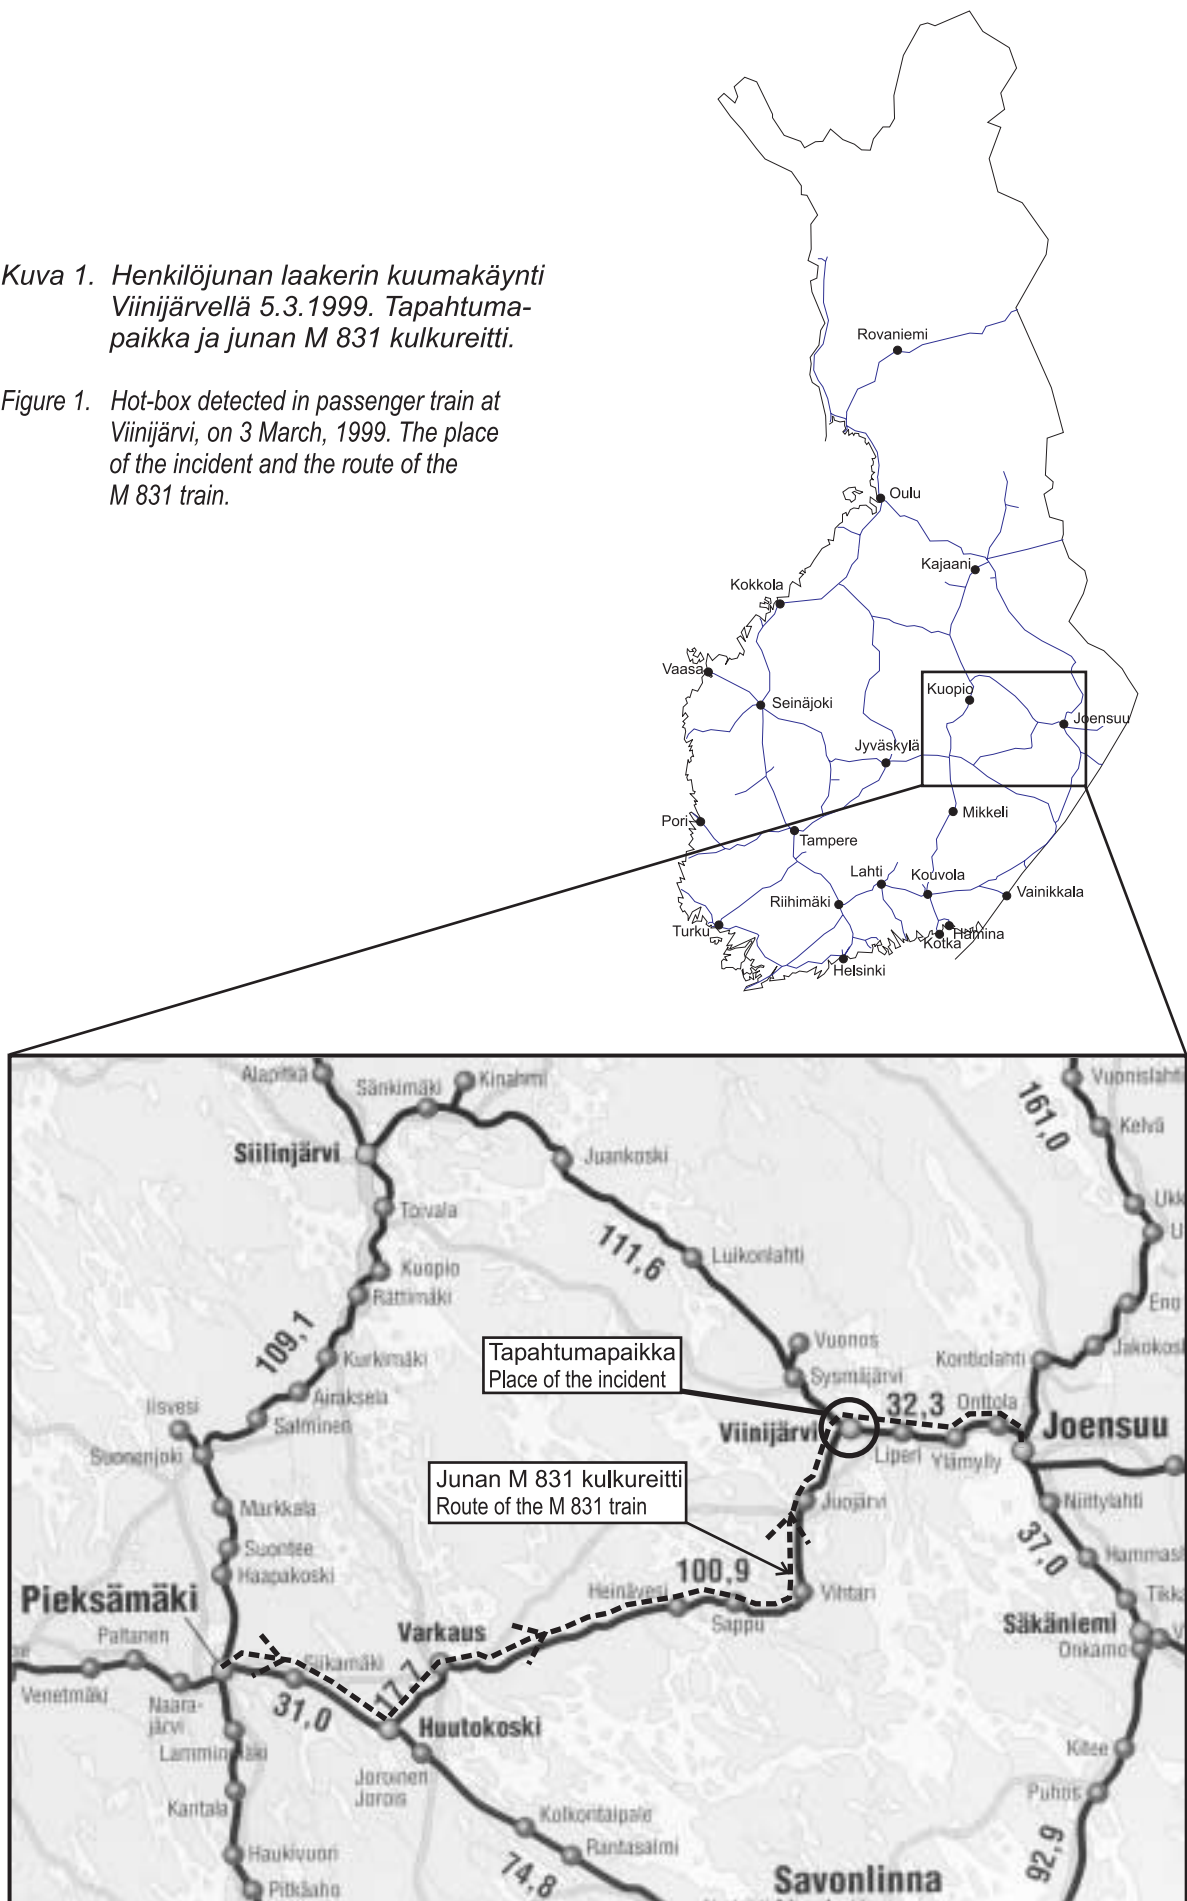 Kuva 1. Henkilöjunan laakerin kuumakäynti
Viinijärvellä 5.3.1999. Tapahtuma-
paikka ja junan M 831 kulkureitti.
Figure 1. Hot-box detected in passenger train at
Viinijärvi, on 3 March, 1999. The place
of the incident and the route of the
M 831 train.
Rovaniemi
Oulu
Kajaani
Kokkola
Vaasa
Kuopio
Seinäjoki
Joensuu
Jyväskylä
Mikkeli
Pori
Tampere
Lahti
Kouvola
Vainikkala
Riihimäki
Turku
Hamina
Kotka
Helsinki
Alapitkä
Sänkimäki
Kinahmi
Vuonislahti
161,0
Kelvä
Siilinjärvi
Juankoski
Ukk
Toivala
U
111,6
Luikonlahti
Kuopio
Rättimäki
Eno
109,1
Vuonos
Jakokosk
Tapahtumapaikka
Place of the incident
Kurkimäki
Kontiolahti
Sysmäjärvi
Airaksela
Iisvesi
Salminen
32,3
Onttola
Viinijärvi
Joensuu
Suonenjoki
Liperi
Ylämylly
Junan M 831 kulkureitti
Route of the M 831 train
Markkala
Juojärvi
Niittylahti
37,0
Suontee
Hammasl
Haapakoski
100,9
Heinävesi
Vihtari
Pieksämäki
Sappu
Tikka
Säkäniemi
Varkaus
Paltanen
Onkamo
V
Siikamäki
17,7
Venetmäki
Naara-
järvi
31,0
Huutokoski
Lamminmäki
Kitee
Joroinen
Jorois
Kantala
Puhos
Kolkontaipale
Haukivuori
Rantasalmi
92,9
74,8
Savonlinna
Pitkäaho